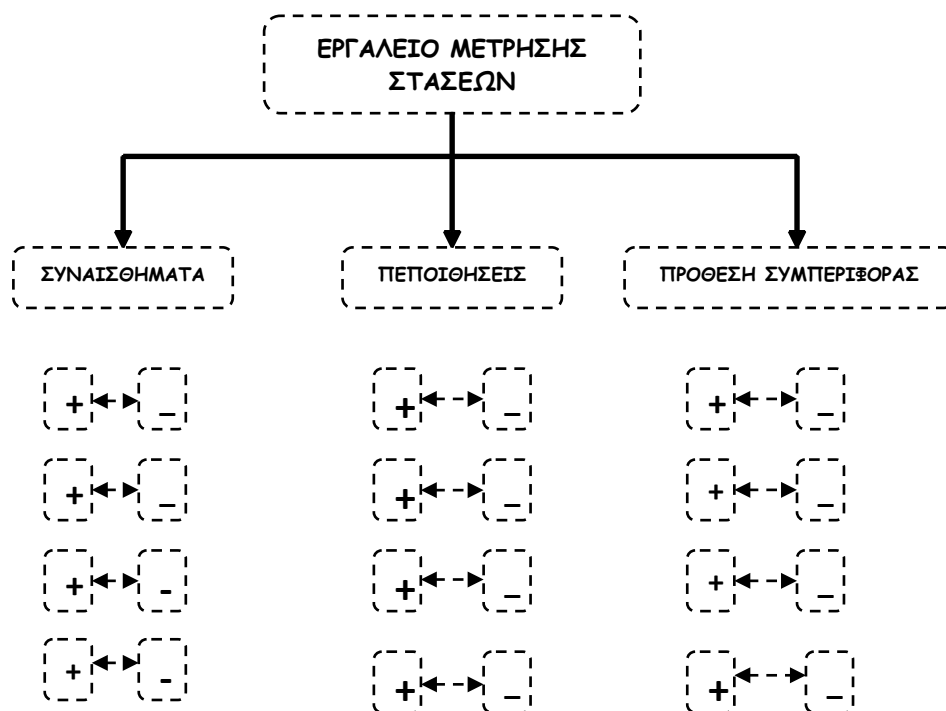 ΕΡΓΑΛΕΙΟ ΜΕΤΡΗΣΗΣ
ΣΤΑΣΕΩΝ
ΣΥΝΑΙΣΘΗΜΑΤΑ
ΠΕΠΟΙΘΗΣΕΙΣ
ΠΡΟΘΕΣΗ ΣΥΜΠΕΡΙΦΟΡΑΣ
+ – + – + –
+ – + – + –
+ - + – + –
+ - + – + –